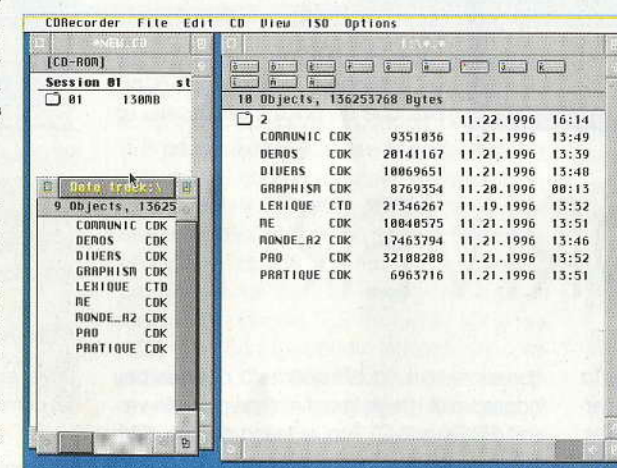 CDRecorder File Edit CD View ISO Options
*NEW.CD
[CD-ROM]
Session 01 st
01 130MB
Data track:\
9 Objects, 13625
COMMUNIC CDK
DEMOS CDK
DIVERS CDK
GRAPHISM CDK
LEXIQUE CTD
ME CDK
MONDE_A2 CDK
PAO CDK
PRATIQUE CDK
I:\*.*
10 Objects, 136253768 Bytes
2 11.22.1996 16:14
COMMUNIC CDK 9351036 11.21.1996 13:49
DEMOS CDK 20141167 11.21.1996 13:39
DIVERS CDK 10069651 11.21.1996 13:48
GRAPHISM CDK 8769354 11.20.1996 00:13
LEXIQUE CTD 21346267 11.19.1996 13:32
ME CDK 10040575 11.21.1996 13:51
MONDE_A2 CDK 17463794 11.21.1996 13:46
PAO CDK 32108208 11.21.1996 13:52
PRATIQUE CDK 6963716 11.21.1996 13:51